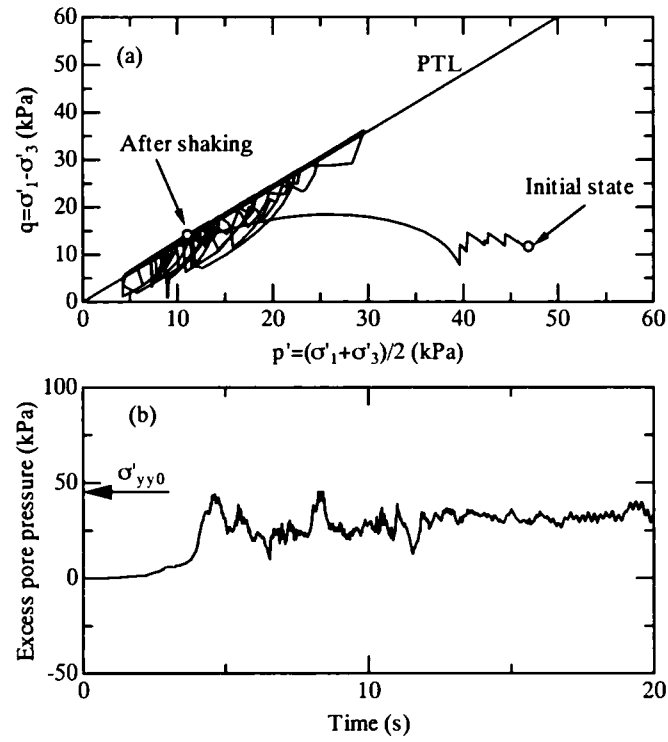 (a)
PTL
After shaking
Initial state
q=σ'1-σ'3 (kPa)
60
50
40
30
20
10
0
0 10 20 30 40 50 60
p'=(σ'1+σ'3)/2 (kPa)
(b)
σ'yy0
Excess pore pressure (kPa)
100
50
0
-50
0 10 20
Time (s)